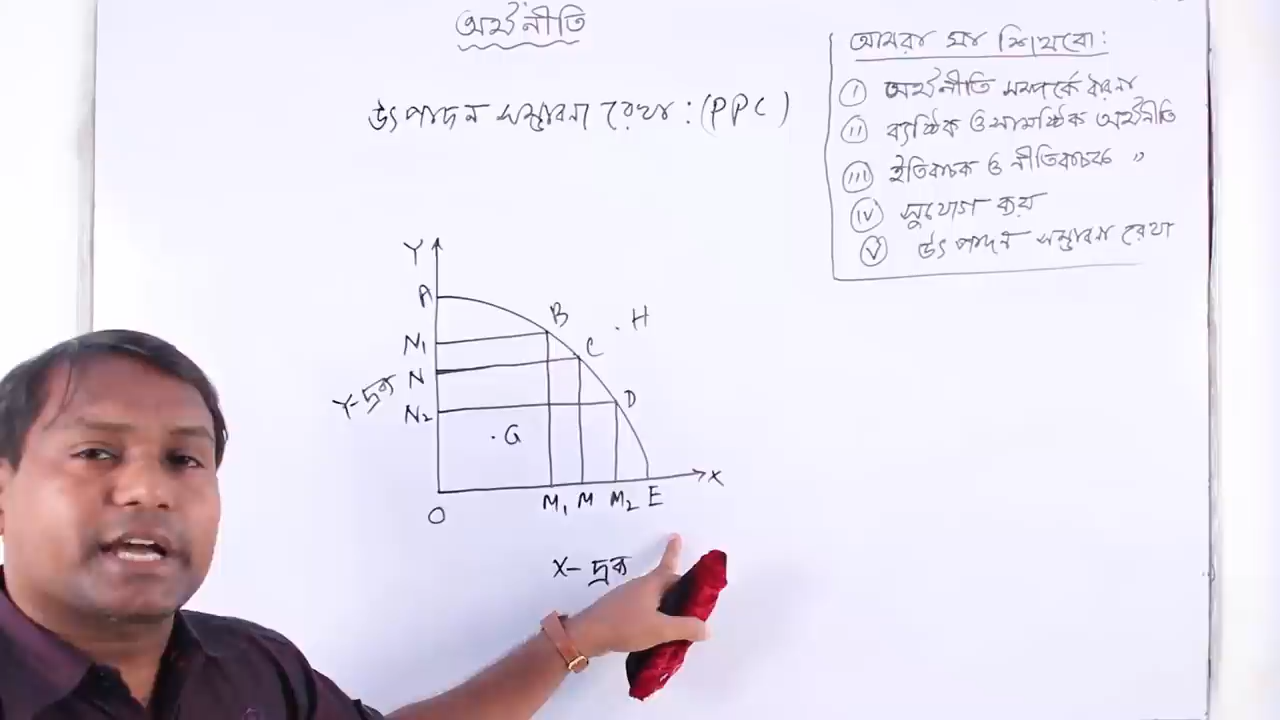 অর্থনীতি
উৎপাদন সম্ভাবনা রেখা : (PPC)
আমরা যা শিখবো :
i অর্থনীতি সম্পর্কে ধারনা
ii ব্যষ্টিক ও সামষ্টিক অর্থনীতি
iii ইতিবাচক ও নীতিবাচক "
iv সুযোগ ব্যয়
v উৎপাদন সম্ভাবনা রেখা
Y
A
B
H
N₁
C
N
Y-দ্রব্য
D
N₂
G
X
M₁ M M₂ E
O
X- দ্রব্য